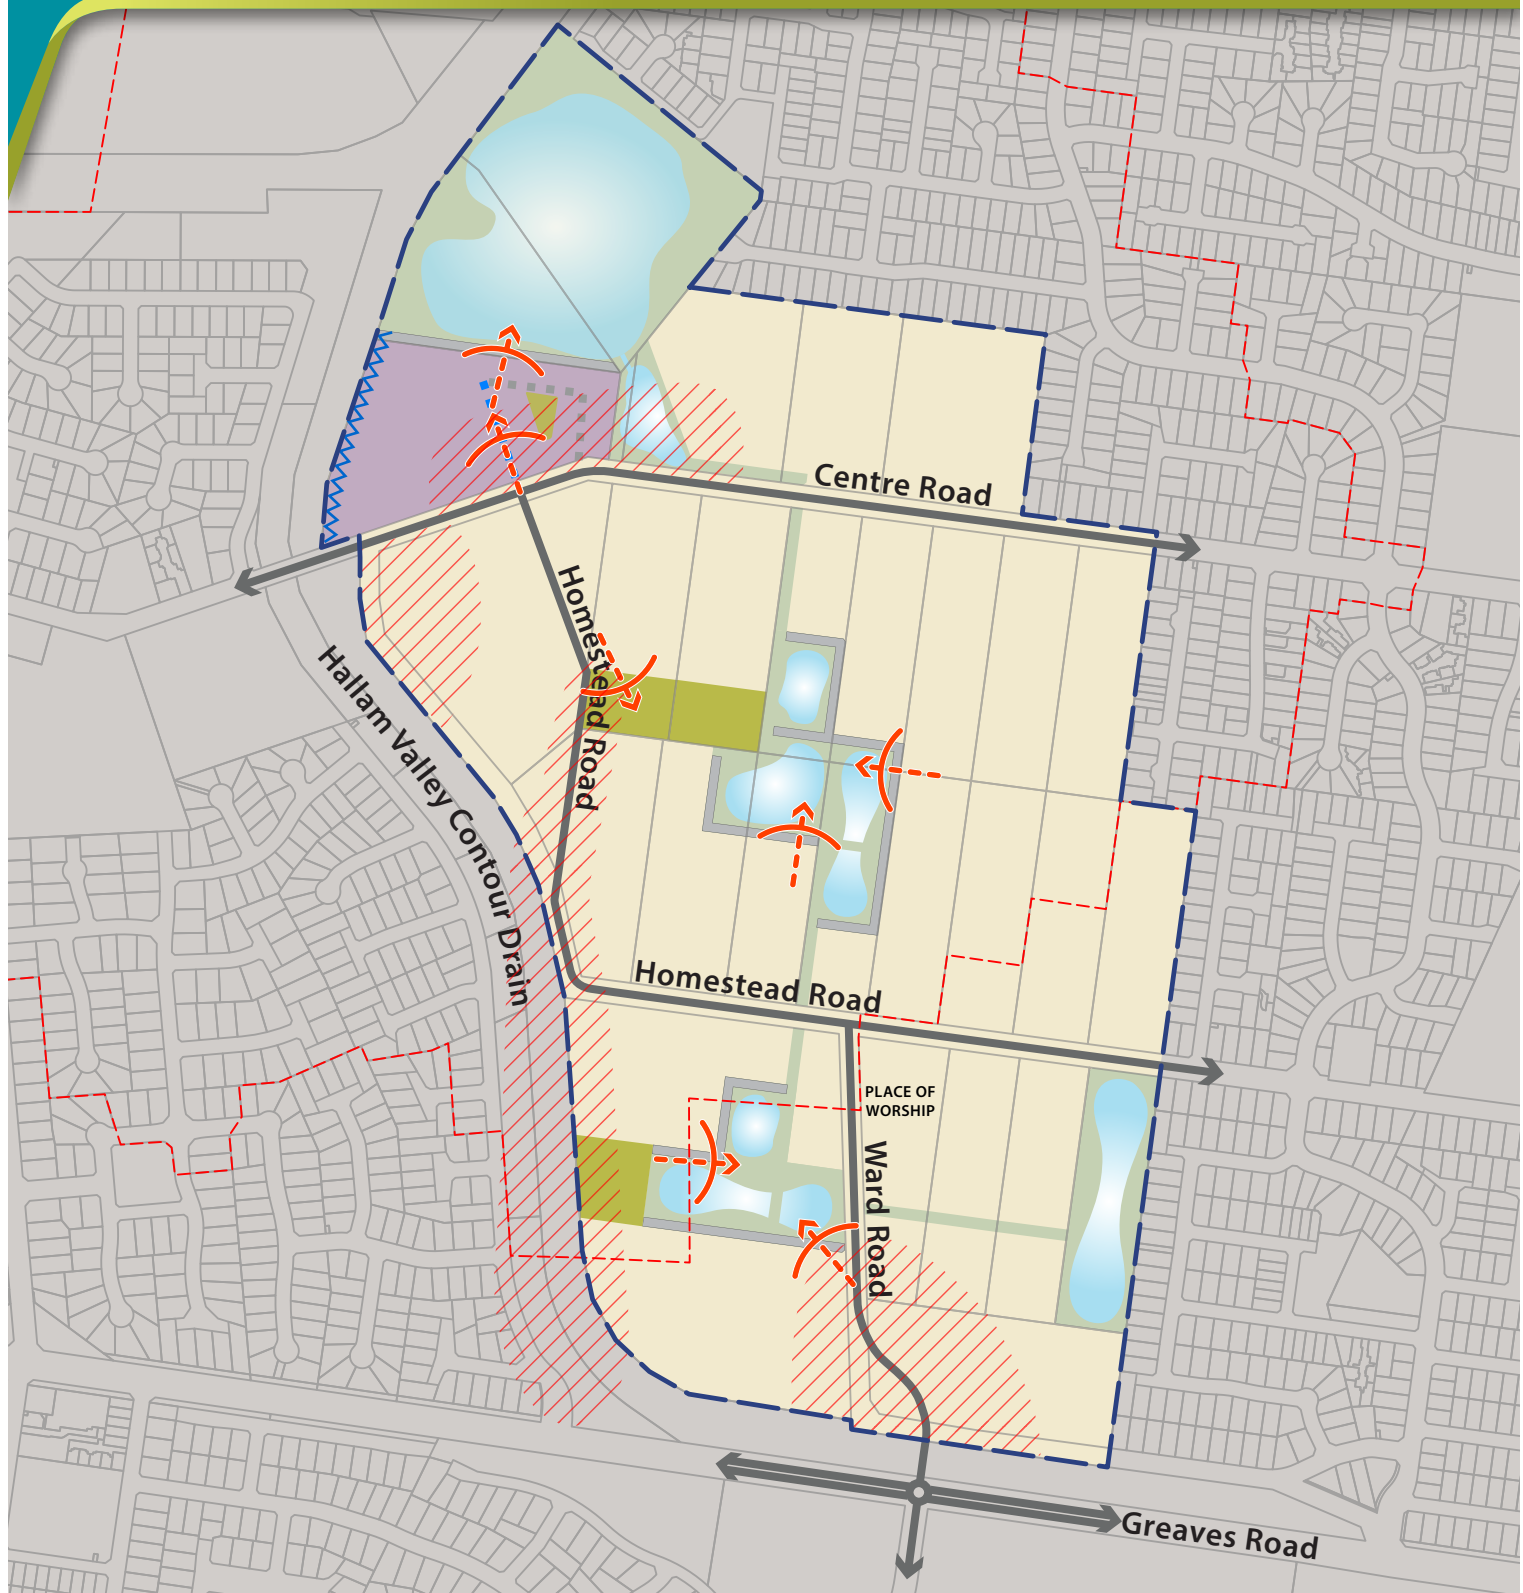 Centre Road
Homestead Road
Hallam Valley Contour Drain
Homestead Road
PLACE OF
WORSHIP
Ward Road
Greaves Road